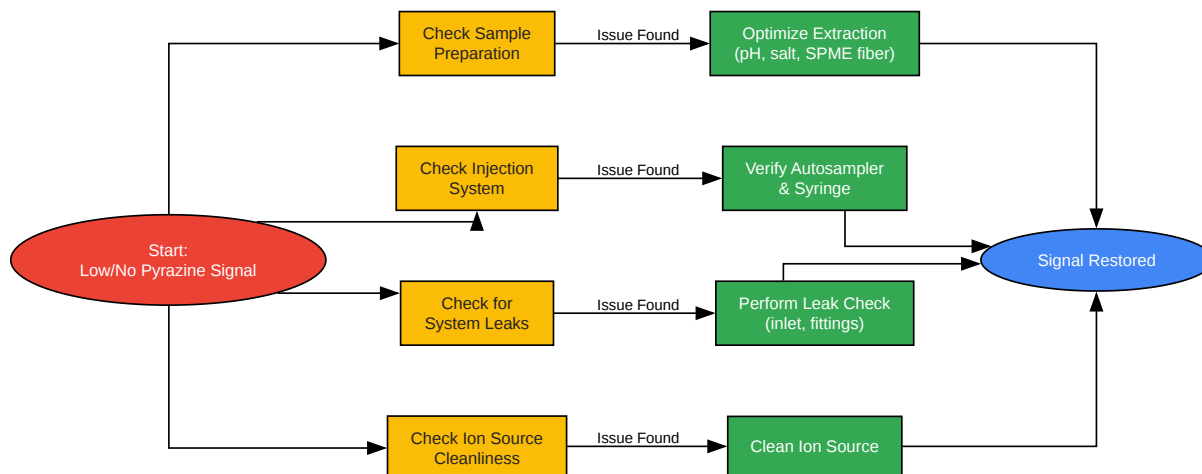 Check Sample
Preparation
Issue Found
Optimize Extraction
(pH, salt, SPME fiber)
Check Injection
System
Issue Found
Verify Autosampler
& Syringe
Start:
Low/No Pyrazine Signal
Signal Restored
Check for
System Leaks
Issue Found
Perform Leak Check
(inlet, fittings)
Check Ion Source
Cleanliness
Issue Found
Clean Ion Source